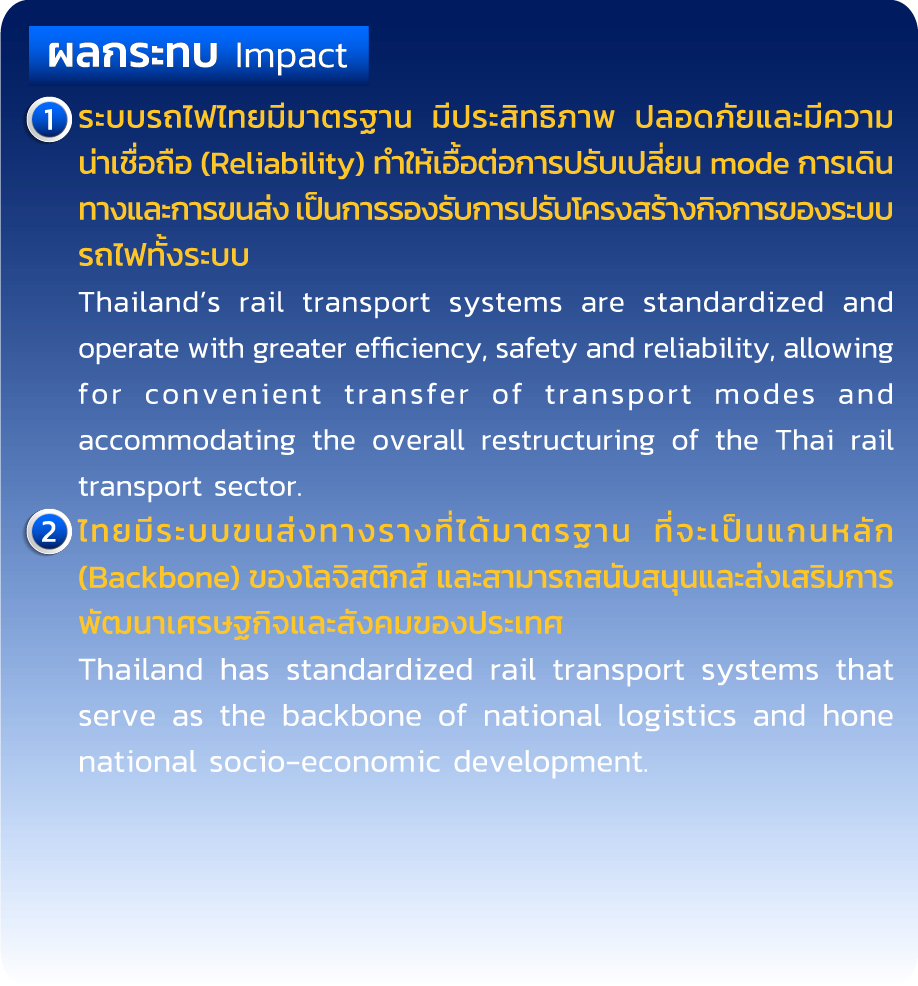 ผลกระทบ Impact
1 ระบบรถไฟไทยมีมาตรฐาน มีประสิทธิภาพ ปลอดภัยและมีความ
น่าเชื่อถือ (Reliability) ทำให้เอื้อต่อการปรับเปลี่ยน mode การเดิน
ทางและการขนส่ง เป็นการรองรับการปรับโครงสร้างกิจการของระบบ
รถไฟทั้งระบบ
Thailand’s rail transport systems are standardized and
operate with greater efficiency, safety and reliability, allowing
for convenient transfer of transport modes and
accommodating the overall restructuring of the Thai rail
transport sector.
2 ไทยมีระบบขนส่งทางรางที่ได้มาตรฐาน ที่จะเป็นแกนหลัก
(Backbone) ของโลจิสติกส์ และสามารถสนับสนุนและส่งเสริมการ
พัฒนาเศรษฐกิจและสังคมของประเทศ
Thailand has standardized rail transport systems that
serve as the backbone of national logistics and hone
national socio-economic development.